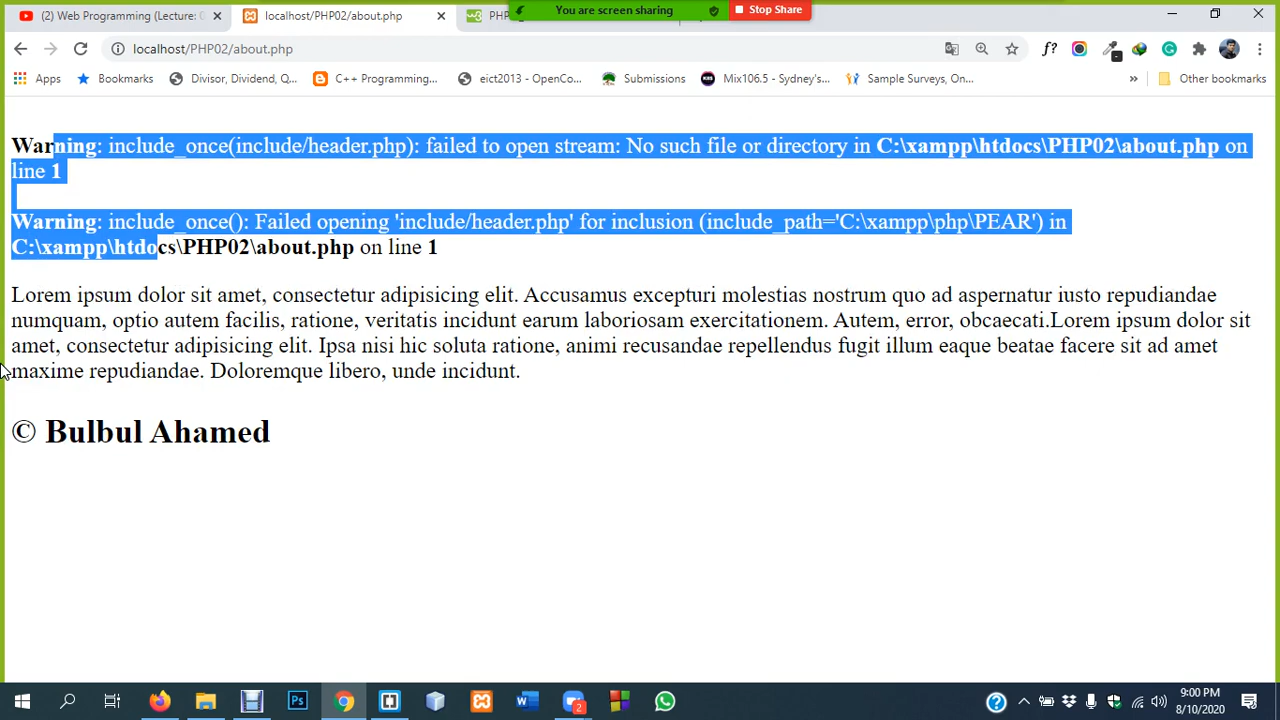 (2) Web Programming (Lecture: 0
localhost/PHP02/about.php
PHP
You are screen sharing
Stop Share
localhost/PHP02/about.php
Apps
Bookmarks
Divisor, Dividend, Q...
C++ Programming...
eict2013 - OpenCo...
Submissions
Mix106.5 - Sydney's...
Sample Surveys, On...
»
Other bookmarks
Warning: include_once(include/header.php): failed to open stream: No such file or directory in C:\xampp\htdocs\PHP02\about.php on
line 1
Warning: include_once(): Failed opening 'include/header.php' for inclusion (include_path='C:\xampp\php\PEAR') in
C:\xampp\htdocs\PHP02\about.php on line 1
Lorem ipsum dolor sit amet, consectetur adipisicing elit. Accusamus excepturi molestias nostrum quo ad aspernatur iusto repudiandae
numquam, optio autem facilis, ratione, veritatis incidunt earum laboriosam exercitationem. Autem, error, obcaecati.Lorem ipsum dolor sit
amet, consectetur adipisicing elit. Ipsa nisi hic soluta ratione, animi recusandae repellendus fugit illum eaque beatae facere sit ad amet
maxime repudiandae. Doloremque libero, unde incidunt.
© Bulbul Ahamed
9:00 PM
8/10/2020